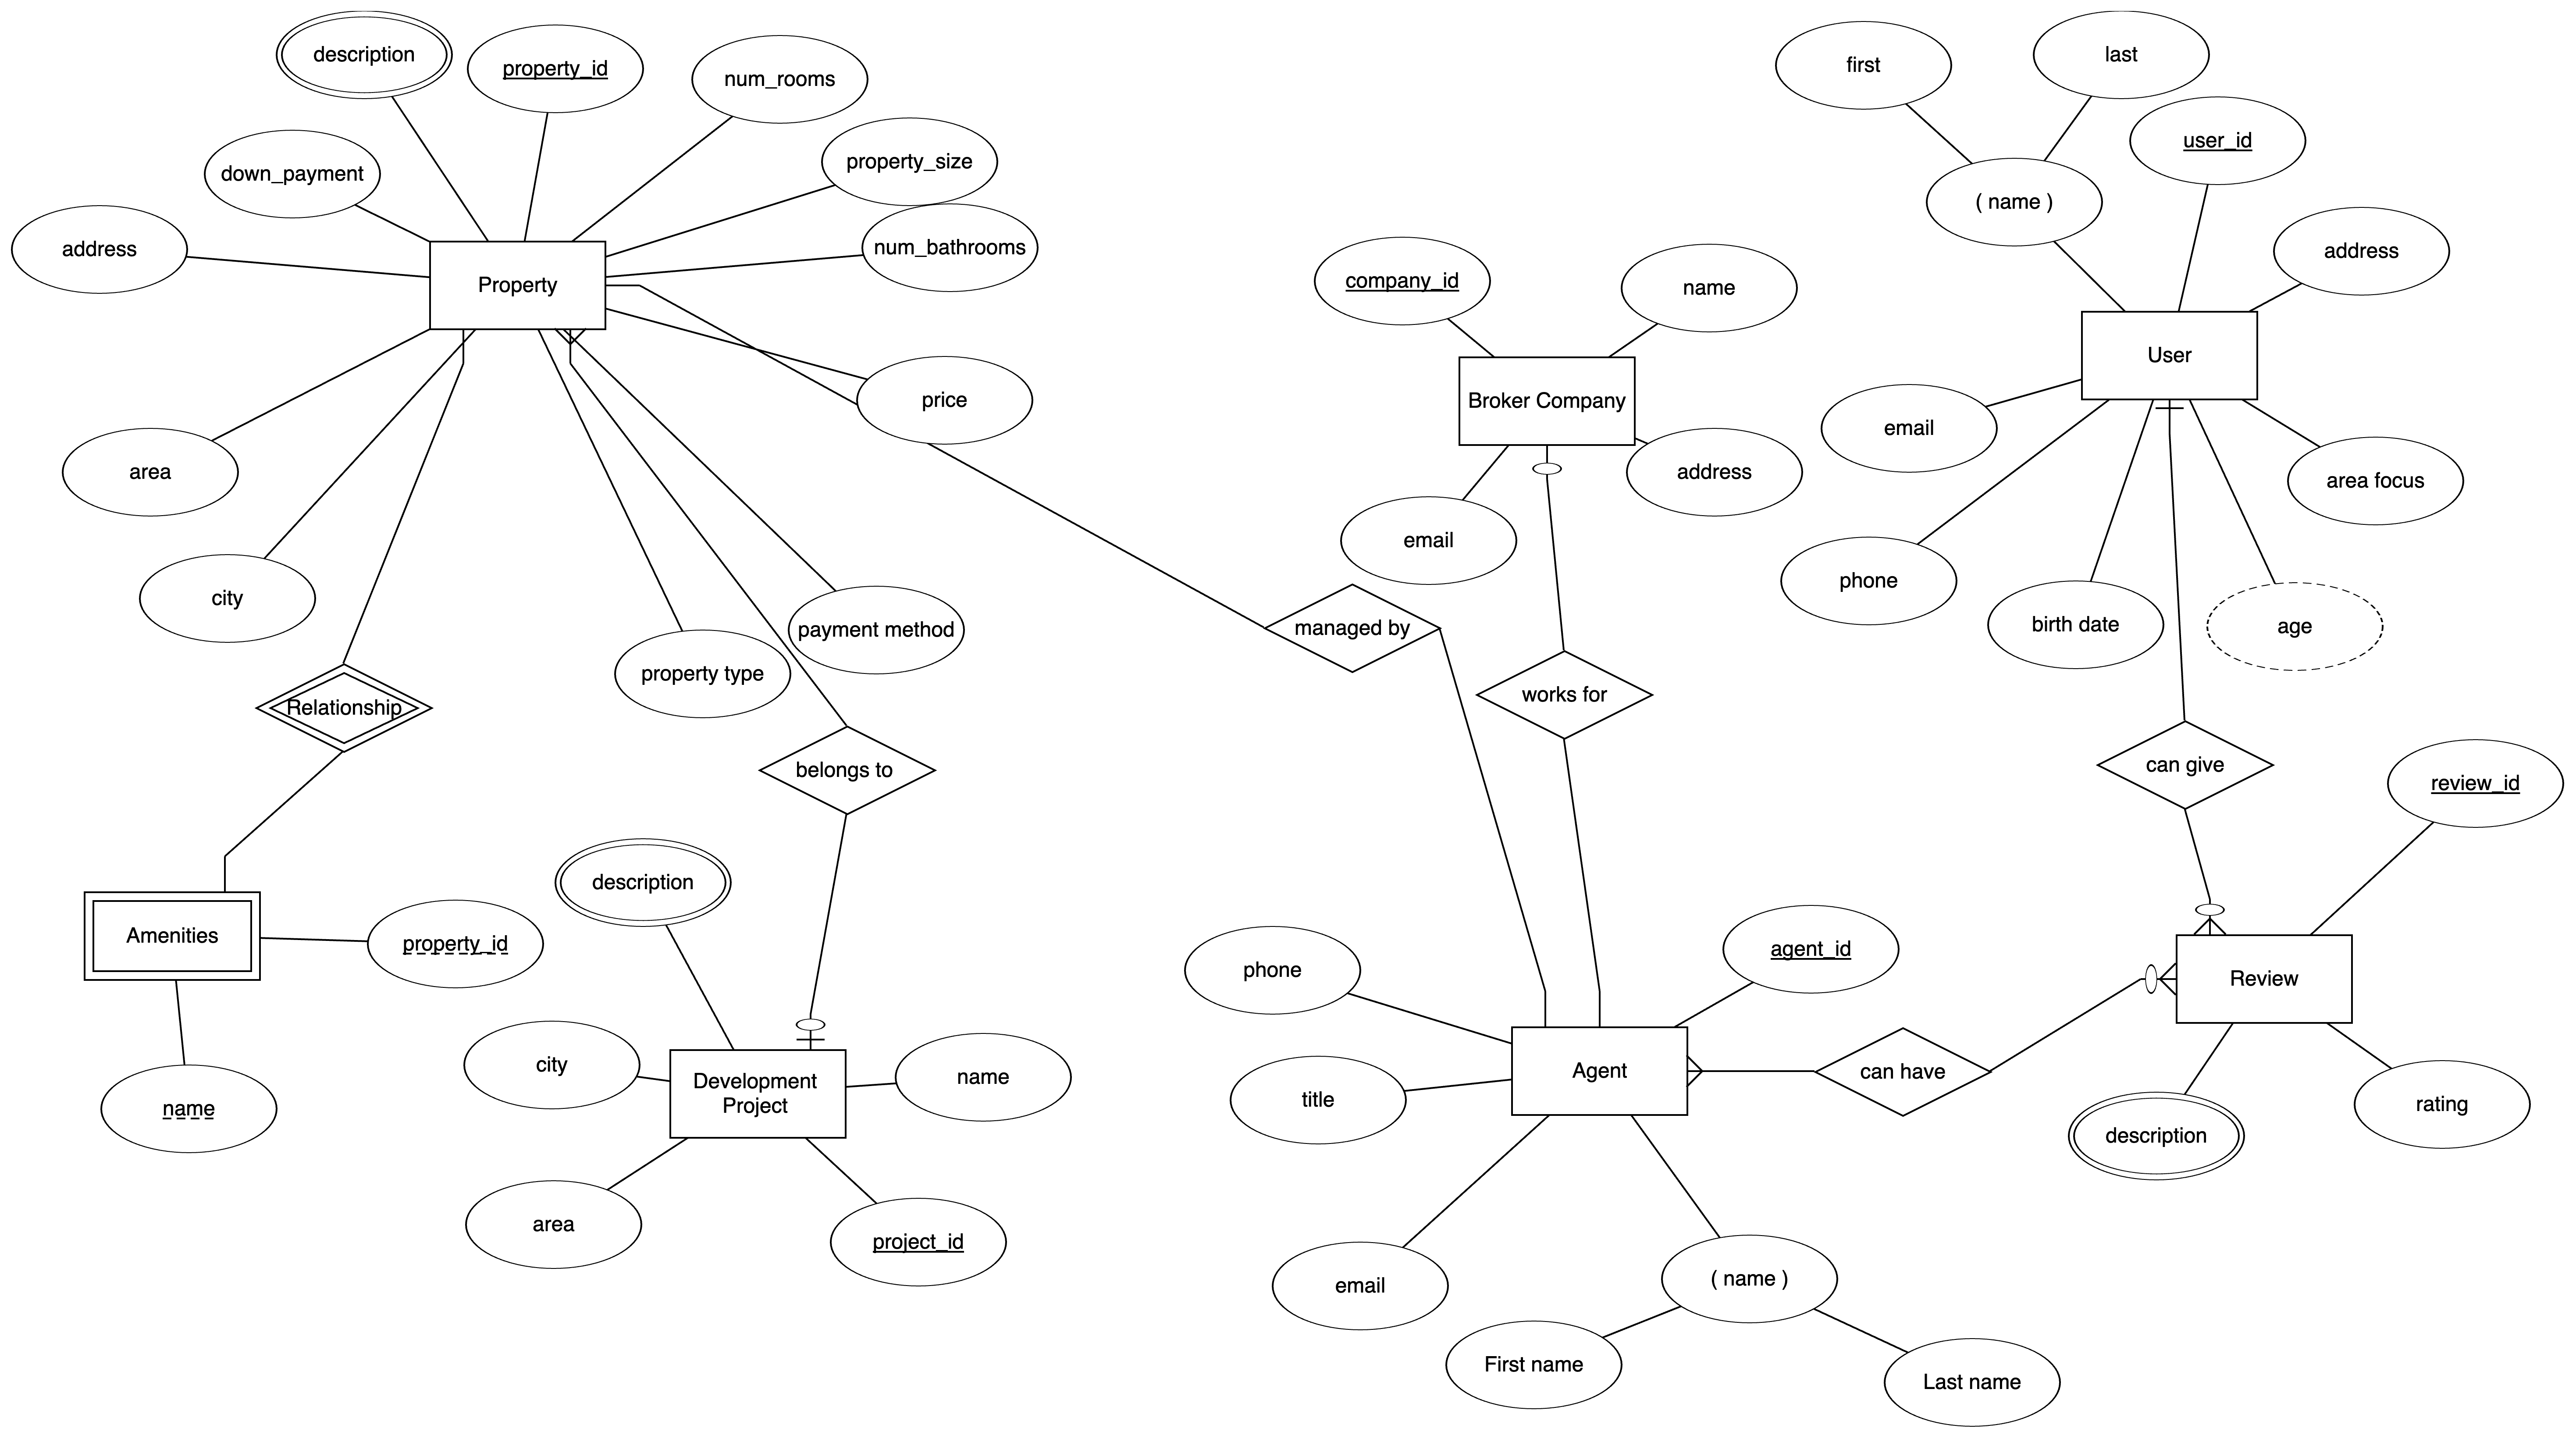 description
property_id
num_rooms
property_size
down_payment
address
num_bathrooms
Property
price
area
city
payment method
property type
Relationship
belongs to
Amenities
property_id
name
description
city
Development
Project
name
area
project_id
company_id
name
Broker Company
address
email
managed by
works for
phone
agent_id
title
Agent
can have
email
( name )
First name
Last name
first
last
user_id
( name )
address
User
email
area focus
phone
birth date
age
can give
review_id
Review
description
rating